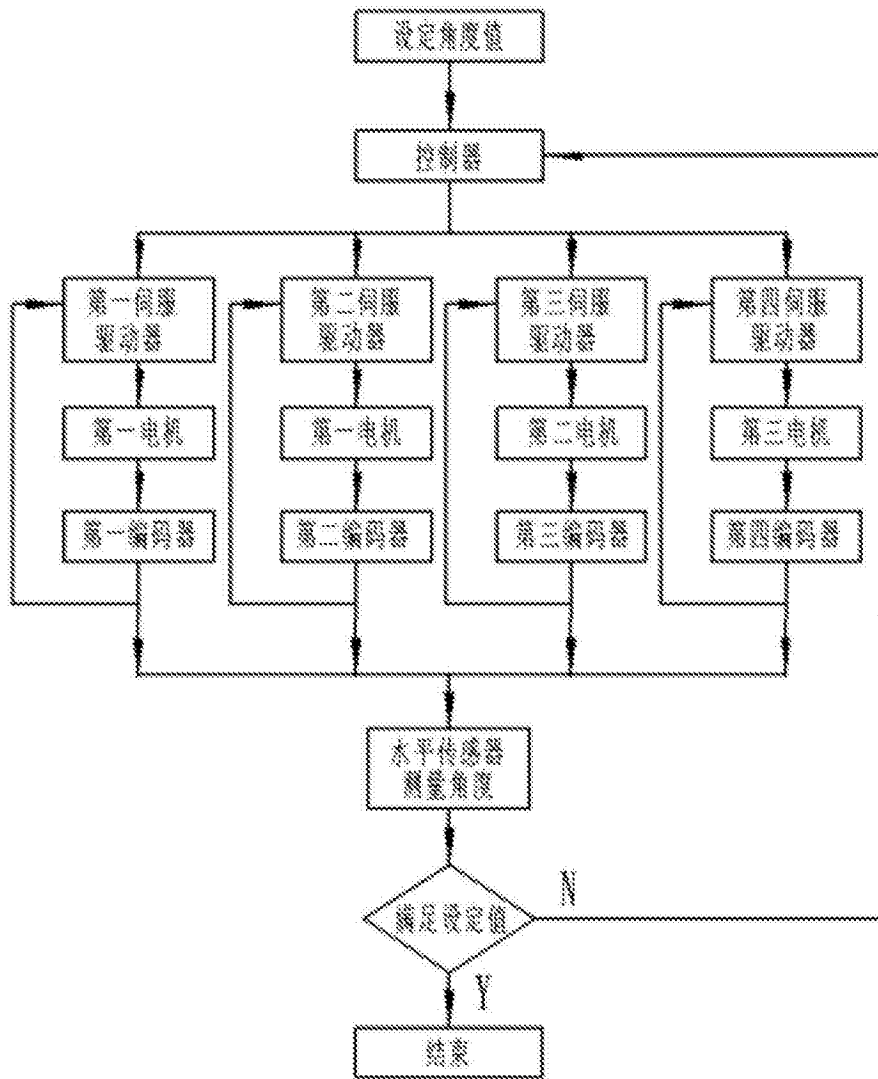 设定角度值
控制器
第一伺服
驱动器
第二伺服
驱动器
第三伺服
驱动器
第四伺服
驱动器
第一电机
第一电机
第二电机
第三电机
第一编码器
第二编码器
第三编码器
第四编码器
水平传感器
测量角度
满足设定值
N
Y
结束